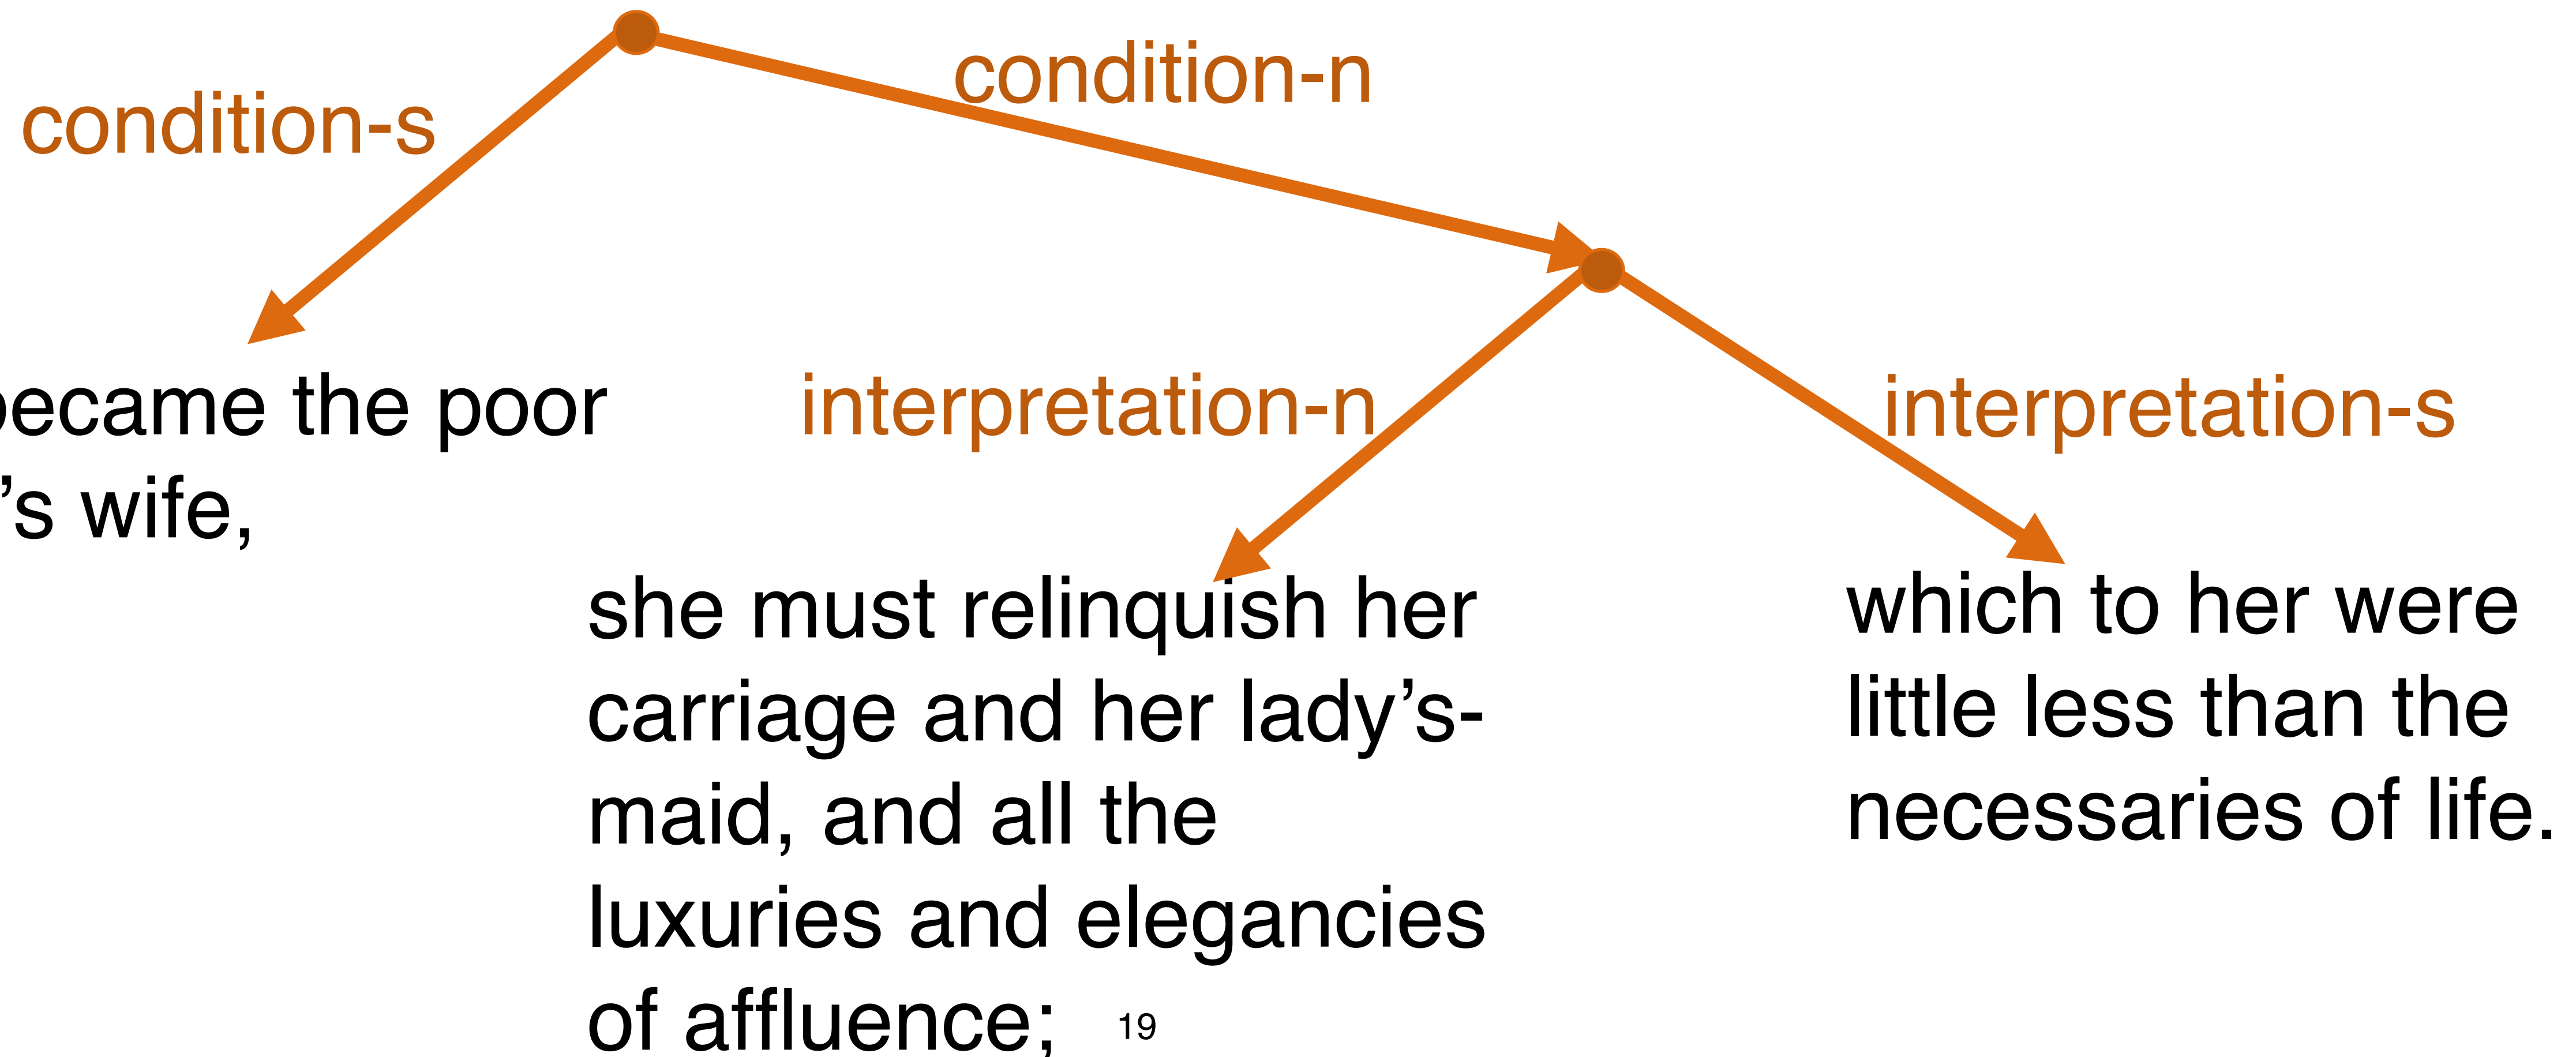 condition-n
condition-s
became the poor
’s wife,
interpretation-n
interpretation-s
she must relinquish her
carriage and her lady’s-
maid, and all the
luxuries and elegancies
of affluence;
which to her were
little less than the
necessaries of life.
19